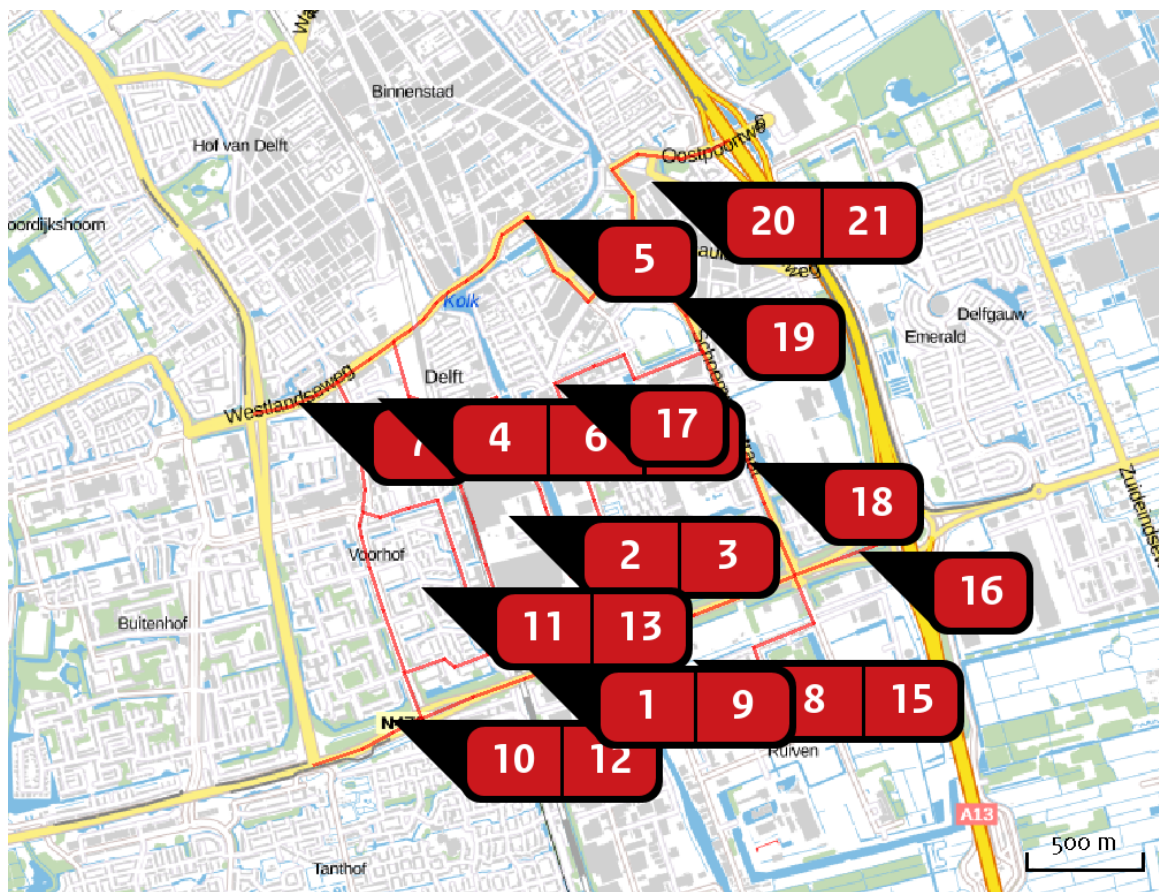 Binnenstad
Hof van Delft
Oostpoortweg
20 21
5
zeg
Kolk
Delfgauw
Emerald
19
Delft
Westlandseweg
7 4 6 17
18
Voorhof
2 3
16
Buitenhof
11 13
1 9 8 15
10 12
Ruiven
A13
500 m
Tanthof